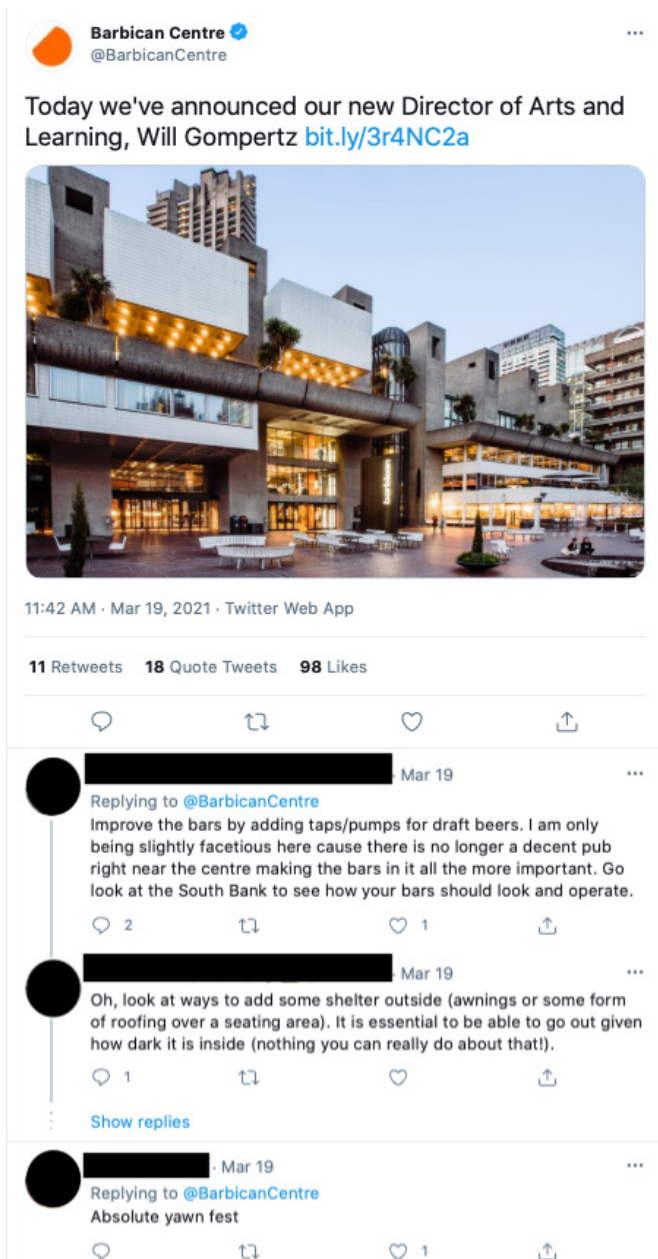 Barbican Centre
@BarbicanCentre
Today we've announced our new Director of Arts and
Learning, Will Gompertz bit.ly/3r4NC2a
barbican
11:42 AM · Mar 19, 2021 · Twitter Web App
11 Retweets 18 Quote Tweets 98 Likes
· Mar 19
Replying to @BarbicanCentre
Improve the bars by adding taps/pumps for draft beers. I am only
being slightly facetious here cause there is no longer a decent pub
right near the centre making the bars in it all the more important. Go
look at the South Bank to see how your bars should look and operate.
2 1
· Mar 19
Oh, look at ways to add some shelter outside (awnings or some form
of roofing over a seating area). It is essential to be able to go out given
how dark it is inside (nothing you can really do about that!).
1
Show replies
· Mar 19
Replying to @BarbicanCentre
Absolute yawn fest
1